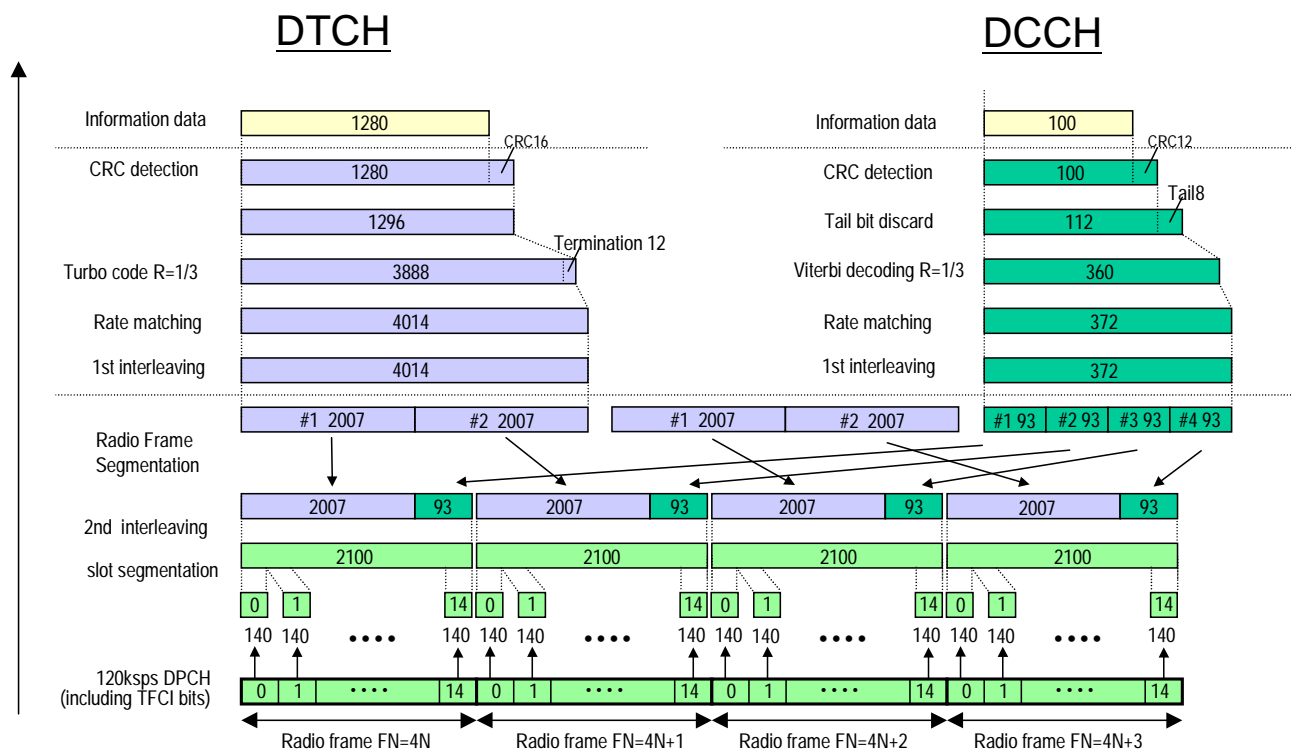 DTCH DCCH
Information data 1280 Information data 100
CRC16 CRC12
CRC detection 1280 CRC detection 100
Tail8
1296 Tail bit discard 112
Termination 12
Turbo code R=1/3 3888 Viterbi decoding R=1/3 360
Rate matching 4014 Rate matching 372
1st interleaving 4014 1st interleaving 372
#1 2007 #2 2007 #1 2007 #2 2007 #1 93 #2 93 #3 93 #4 93
Radio Frame
Segmentation
2007 93 2007 93 2007 93 2007 93
2nd interleaving
2100 2100 2100 2100
slot segmentation
0 1 14 0 1 14 0 1 14 0 1 14
140 140 •••• 140 140 140 •••• 140 140 140 •••• 140 140 140 •••• 140
120ksps DPCH
(including TFCI bits)
0 1 •••• 14 0 1 •••• 14 0 1 •••• 14 0 1 •••• 14
Radio frame FN=4N Radio frame FN=4N+1 Radio frame FN=4N+2 Radio frame FN=4N+3